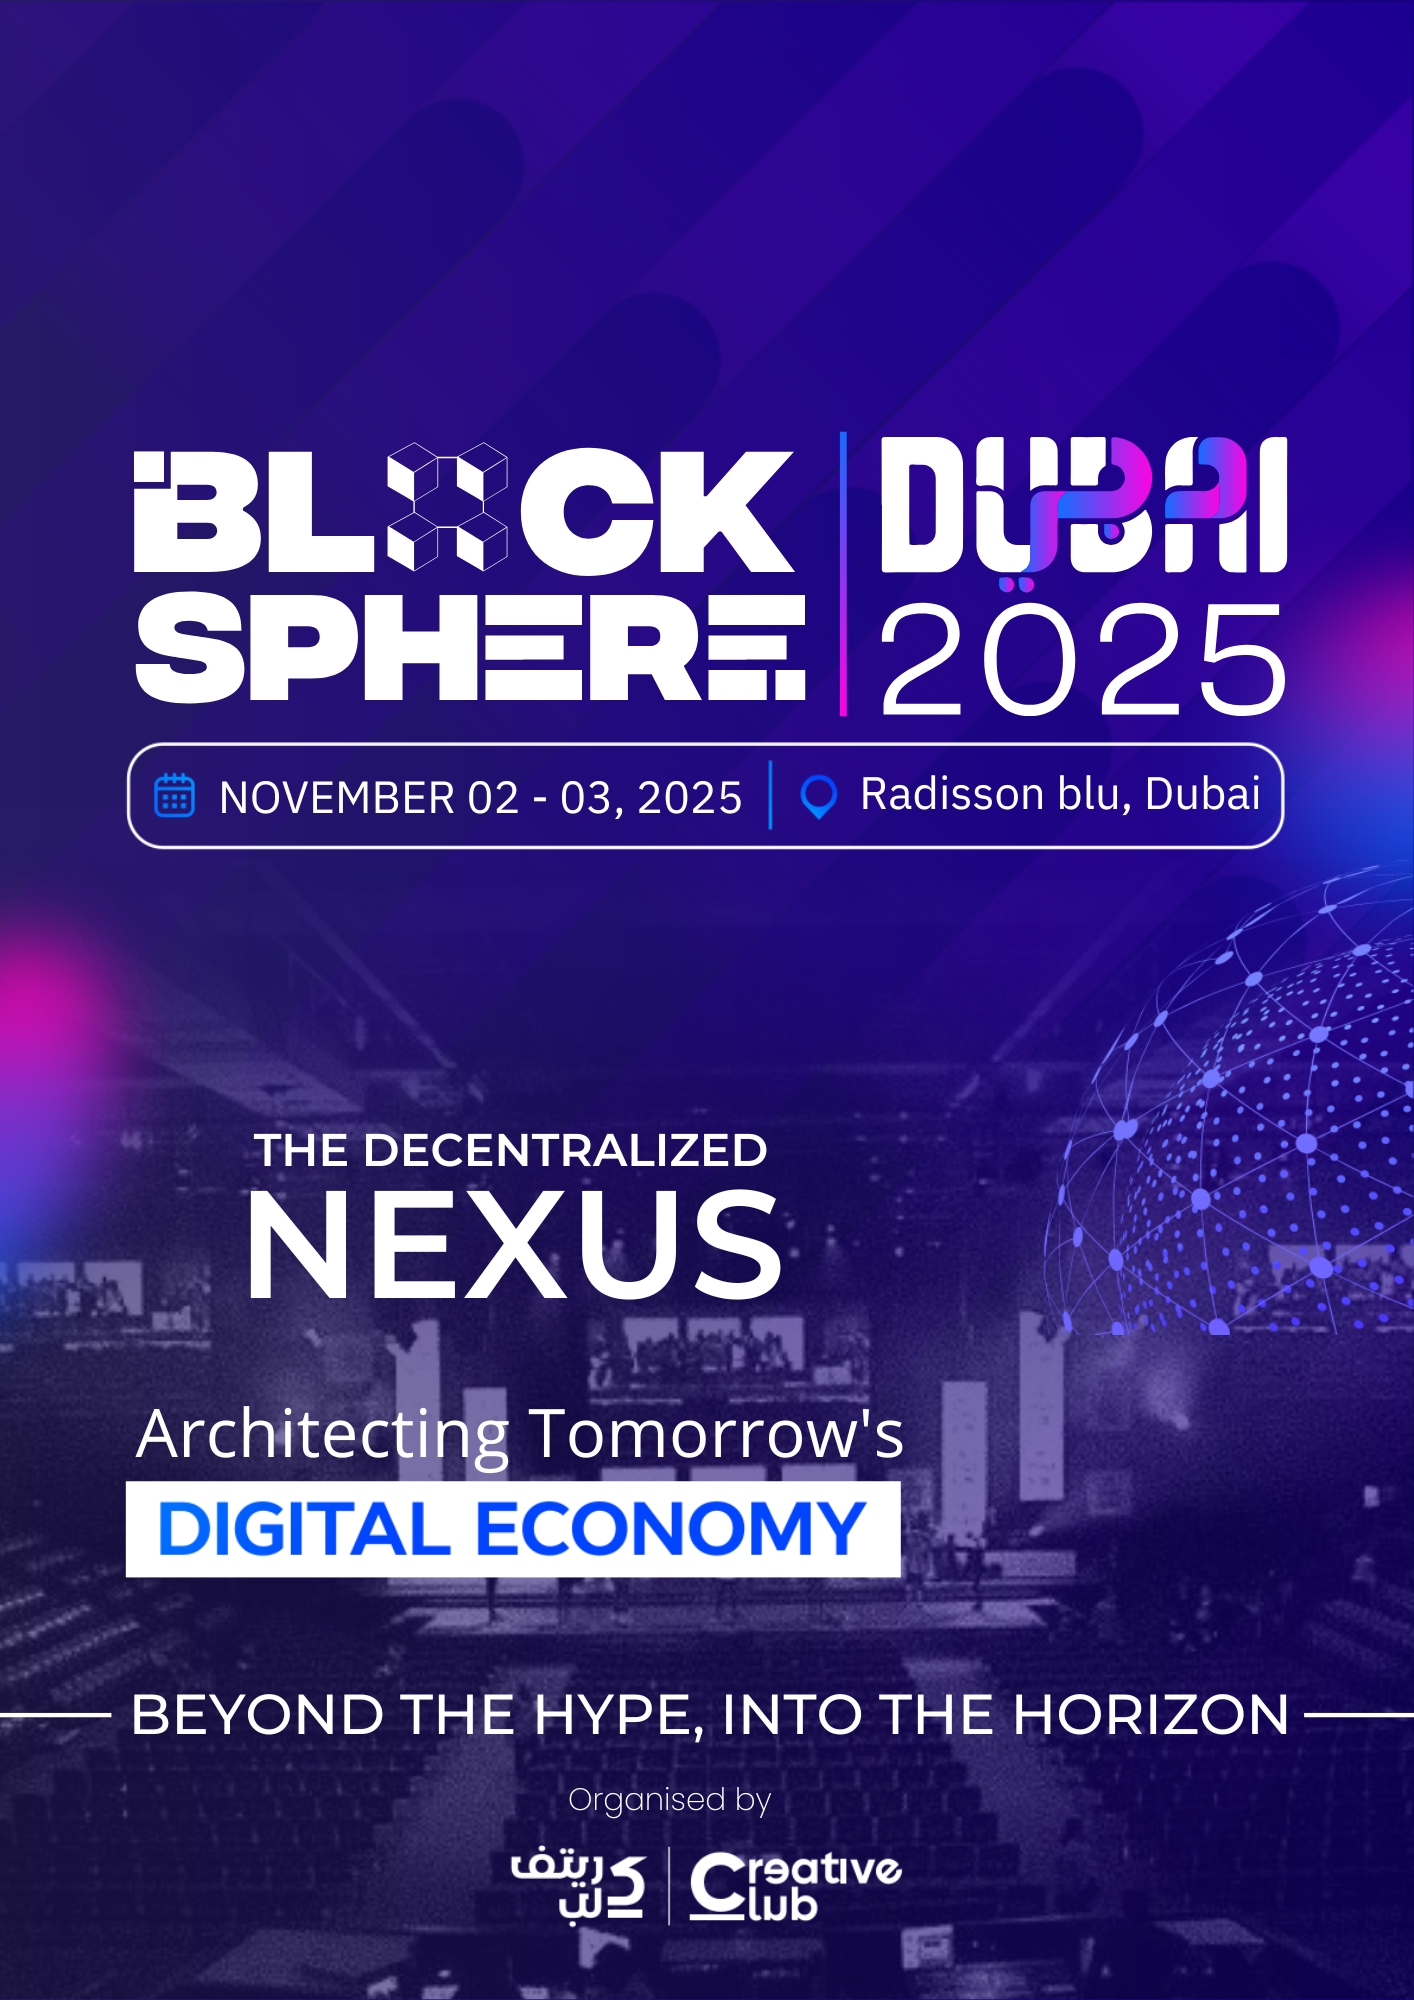 BLOCK
SPHERE
DUBAI
2025
NOVEMBER 02 - 03, 2025
Radisson blu, Dubai
THE DECENTRALIZED
NEXUS
Architecting Tomorrow's
DIGITAL ECONOMY
BEYOND THE HYPE, INTO THE HORIZON
Organised by
كريتف
كلب
Creative
Club